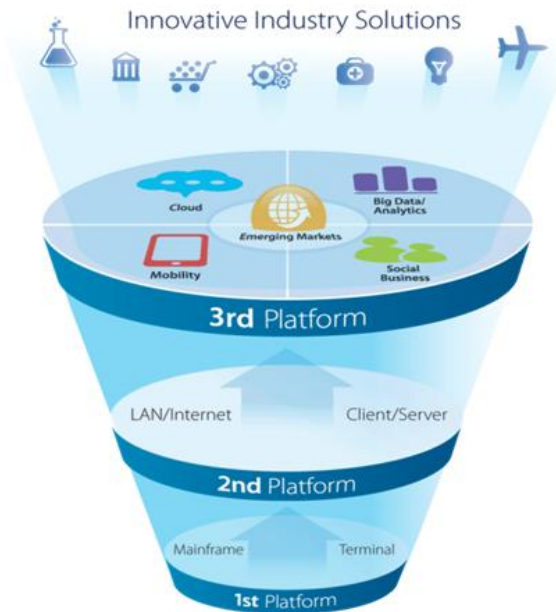 Innovative Industry Solutions
Cloud
Big Data/
Analytics
Emerging Markets
Mobility
Social
Business
3rd Platform
LAN/Internet
Client/Server
2nd Platform
Mainframe
Terminal
1st Platform